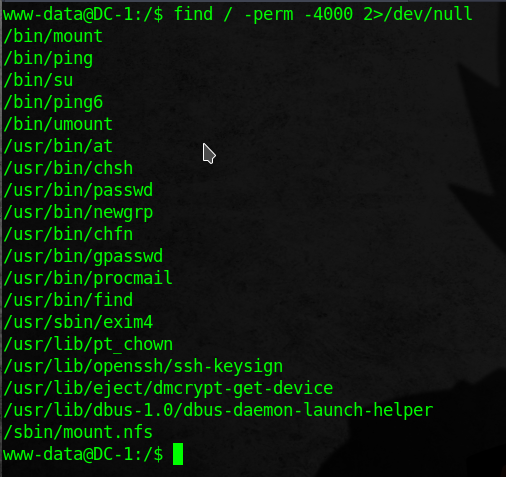 www-data@DC-1:/$ find / -perm -4000 2>/dev/null
/bin/mount
/bin/ping
/bin/su
/bin/ping6
/bin/umount
/usr/bin/at
/usr/bin/chsh
/usr/bin/passwd
/usr/bin/newgrp
/usr/bin/chfn
/usr/bin/gpasswd
/usr/bin/procmail
/usr/bin/find
/usr/sbin/exim4
/usr/lib/pt_chown
/usr/lib/openssh/ssh-keysign
/usr/lib/eject/dmcrypt-get-device
/usr/lib/dbus-1.0/dbus-daemon-launch-helper
/sbin/mount.nfs
www-data@DC-1:/$